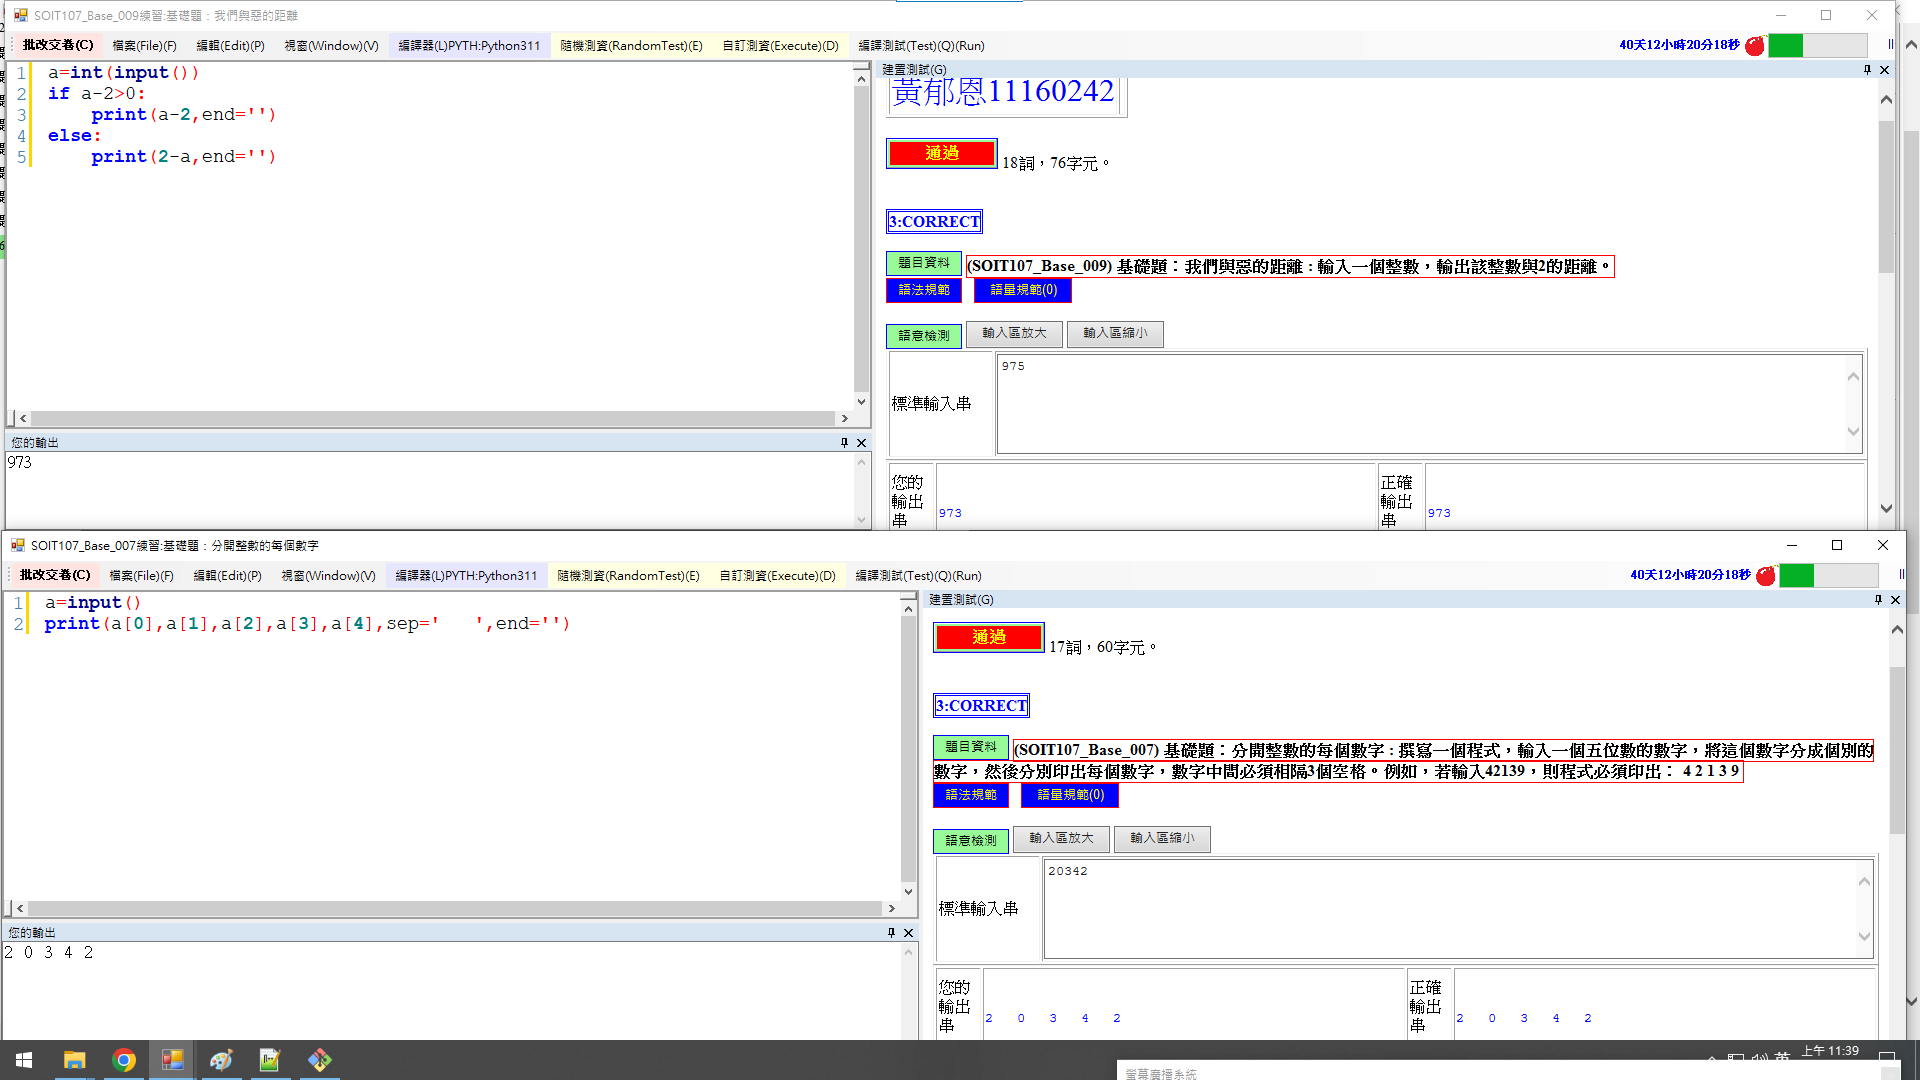 SOIT107_Base_009練習:基礎題：我們與惡的距離
批改交卷(C) 檔案(File)(F) 編輯(Edit)(P) 視窗(Window)(V) 編譯器(L)PYTH:Python311 隨機測資(RandomTest)(E) 自訂測資(Execute)(D) 編譯測試(Test)(Q)(Run) 40天12小時20分18秒
1 a=int(input())
2 if a-2>0:
3 print(a-2,end='')
4 else:
5 print(2-a,end='')
您的輸出
973
建置測試(G)
黃郁恩11160242
通過 18詞，76字元。
3:CORRECT
題目資料 (SOIT107_Base_009) 基礎題：我們與惡的距離 : 輸入一個整數，輸出該整數與2的距離。
語法規範 語量規範(0)
語意檢測 輸入區放大 輸入區縮小
標準輸入串 975
您的輸出串 973 正確輸出串 973
SOIT107_Base_007練習:基礎題：分開整數的每個數字
批改交卷(C) 檔案(File)(F) 編輯(Edit)(P) 視窗(Window)(V) 編譯器(L)PYTH:Python311 隨機測資(RandomTest)(E) 自訂測資(Execute)(D) 編譯測試(Test)(Q)(Run) 40天12小時20分18秒
1 a=input()
2 print(a[0],a[1],a[2],a[3],a[4],sep='   ',end='')
您的輸出
2 0 3 4 2
建置測試(G)
通過 17詞，60字元。
3:CORRECT
題目資料 (SOIT107_Base_007) 基礎題：分開整數的每個數字 : 撰寫一個程式，輸入一個五位數的數字，將這個數字分成個別的
數字，然後分別印出每個數字，數字中間必須相隔3個空格。例如，若輸入42139，則程式必須印出： 4 2 1 3 9
語法規範 語量規範(0)
語意檢測 輸入區放大 輸入區縮小
標準輸入串 20342
您的輸出串 2   0   3   4   2 正確輸出串 2   0   3   4   2
英 上午 11:39
螢幕廣播系統